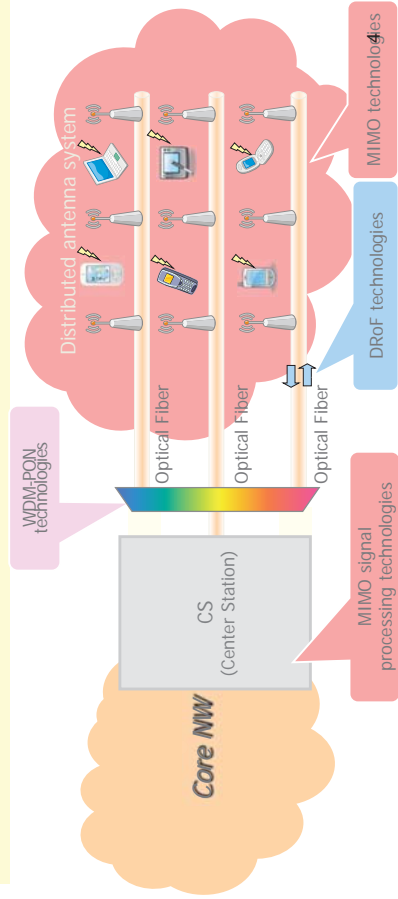 WDM-PON
technologies
Distributed antenna system
Core NW
CS
(Center Station)
Optical Fiber
Optical Fiber
Optical Fiber
MIMO signal
processing technologies
DRoF technologies
MIMO technologies
4